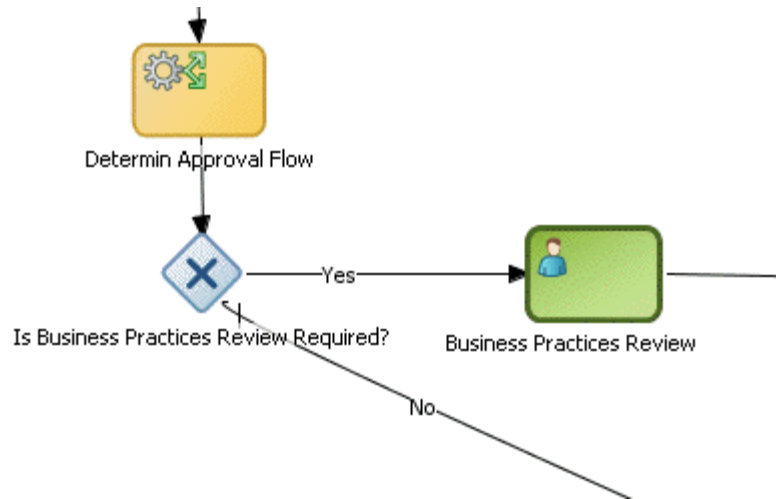 Determin Approval Flow
Yes
Is Business Practices Review Required?
Business Practices Review
No